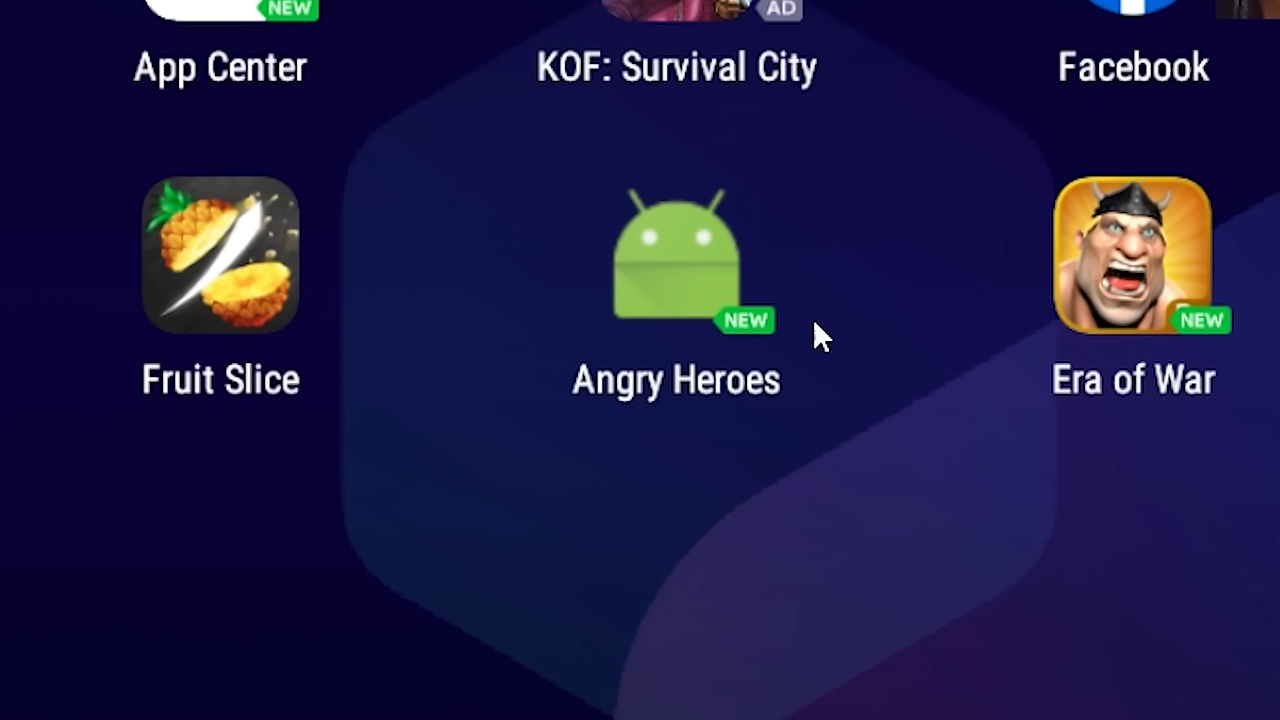 NEW
AD
App Center
KOF: Survival City
Facebook
NEW
NEW
Fruit Slice
Angry Heroes
Era of War